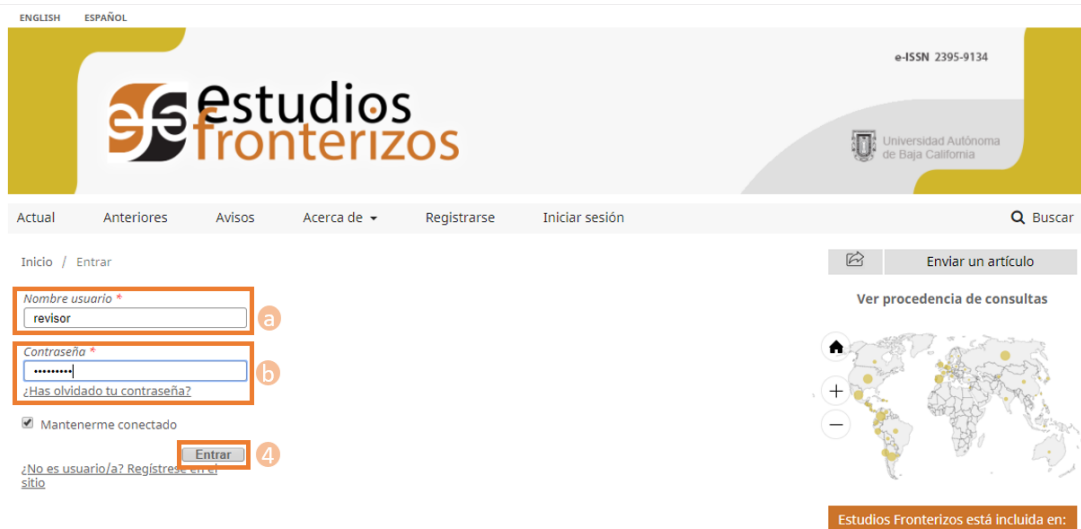 ENGLISH ESPAÑOL
e-ISSN 2395-9134
efe estudios
fronterizos
Universidad Autónoma
de Baja California
Actual Anteriores Avisos Acerca de Registrarse Iniciar sesión Buscar
Inicio / Entrar
Enviar un artículo
Nombre usuario *
revisor
a
Contraseña *
•••••••••
b
¿Has olvidado tu contraseña?
Mantenerme conectado
Entrar
4
¿No es usuario/a? Regístrese en el
sitio
Ver procedencia de consultas
+
−
Estudios Fronterizos está incluida en: